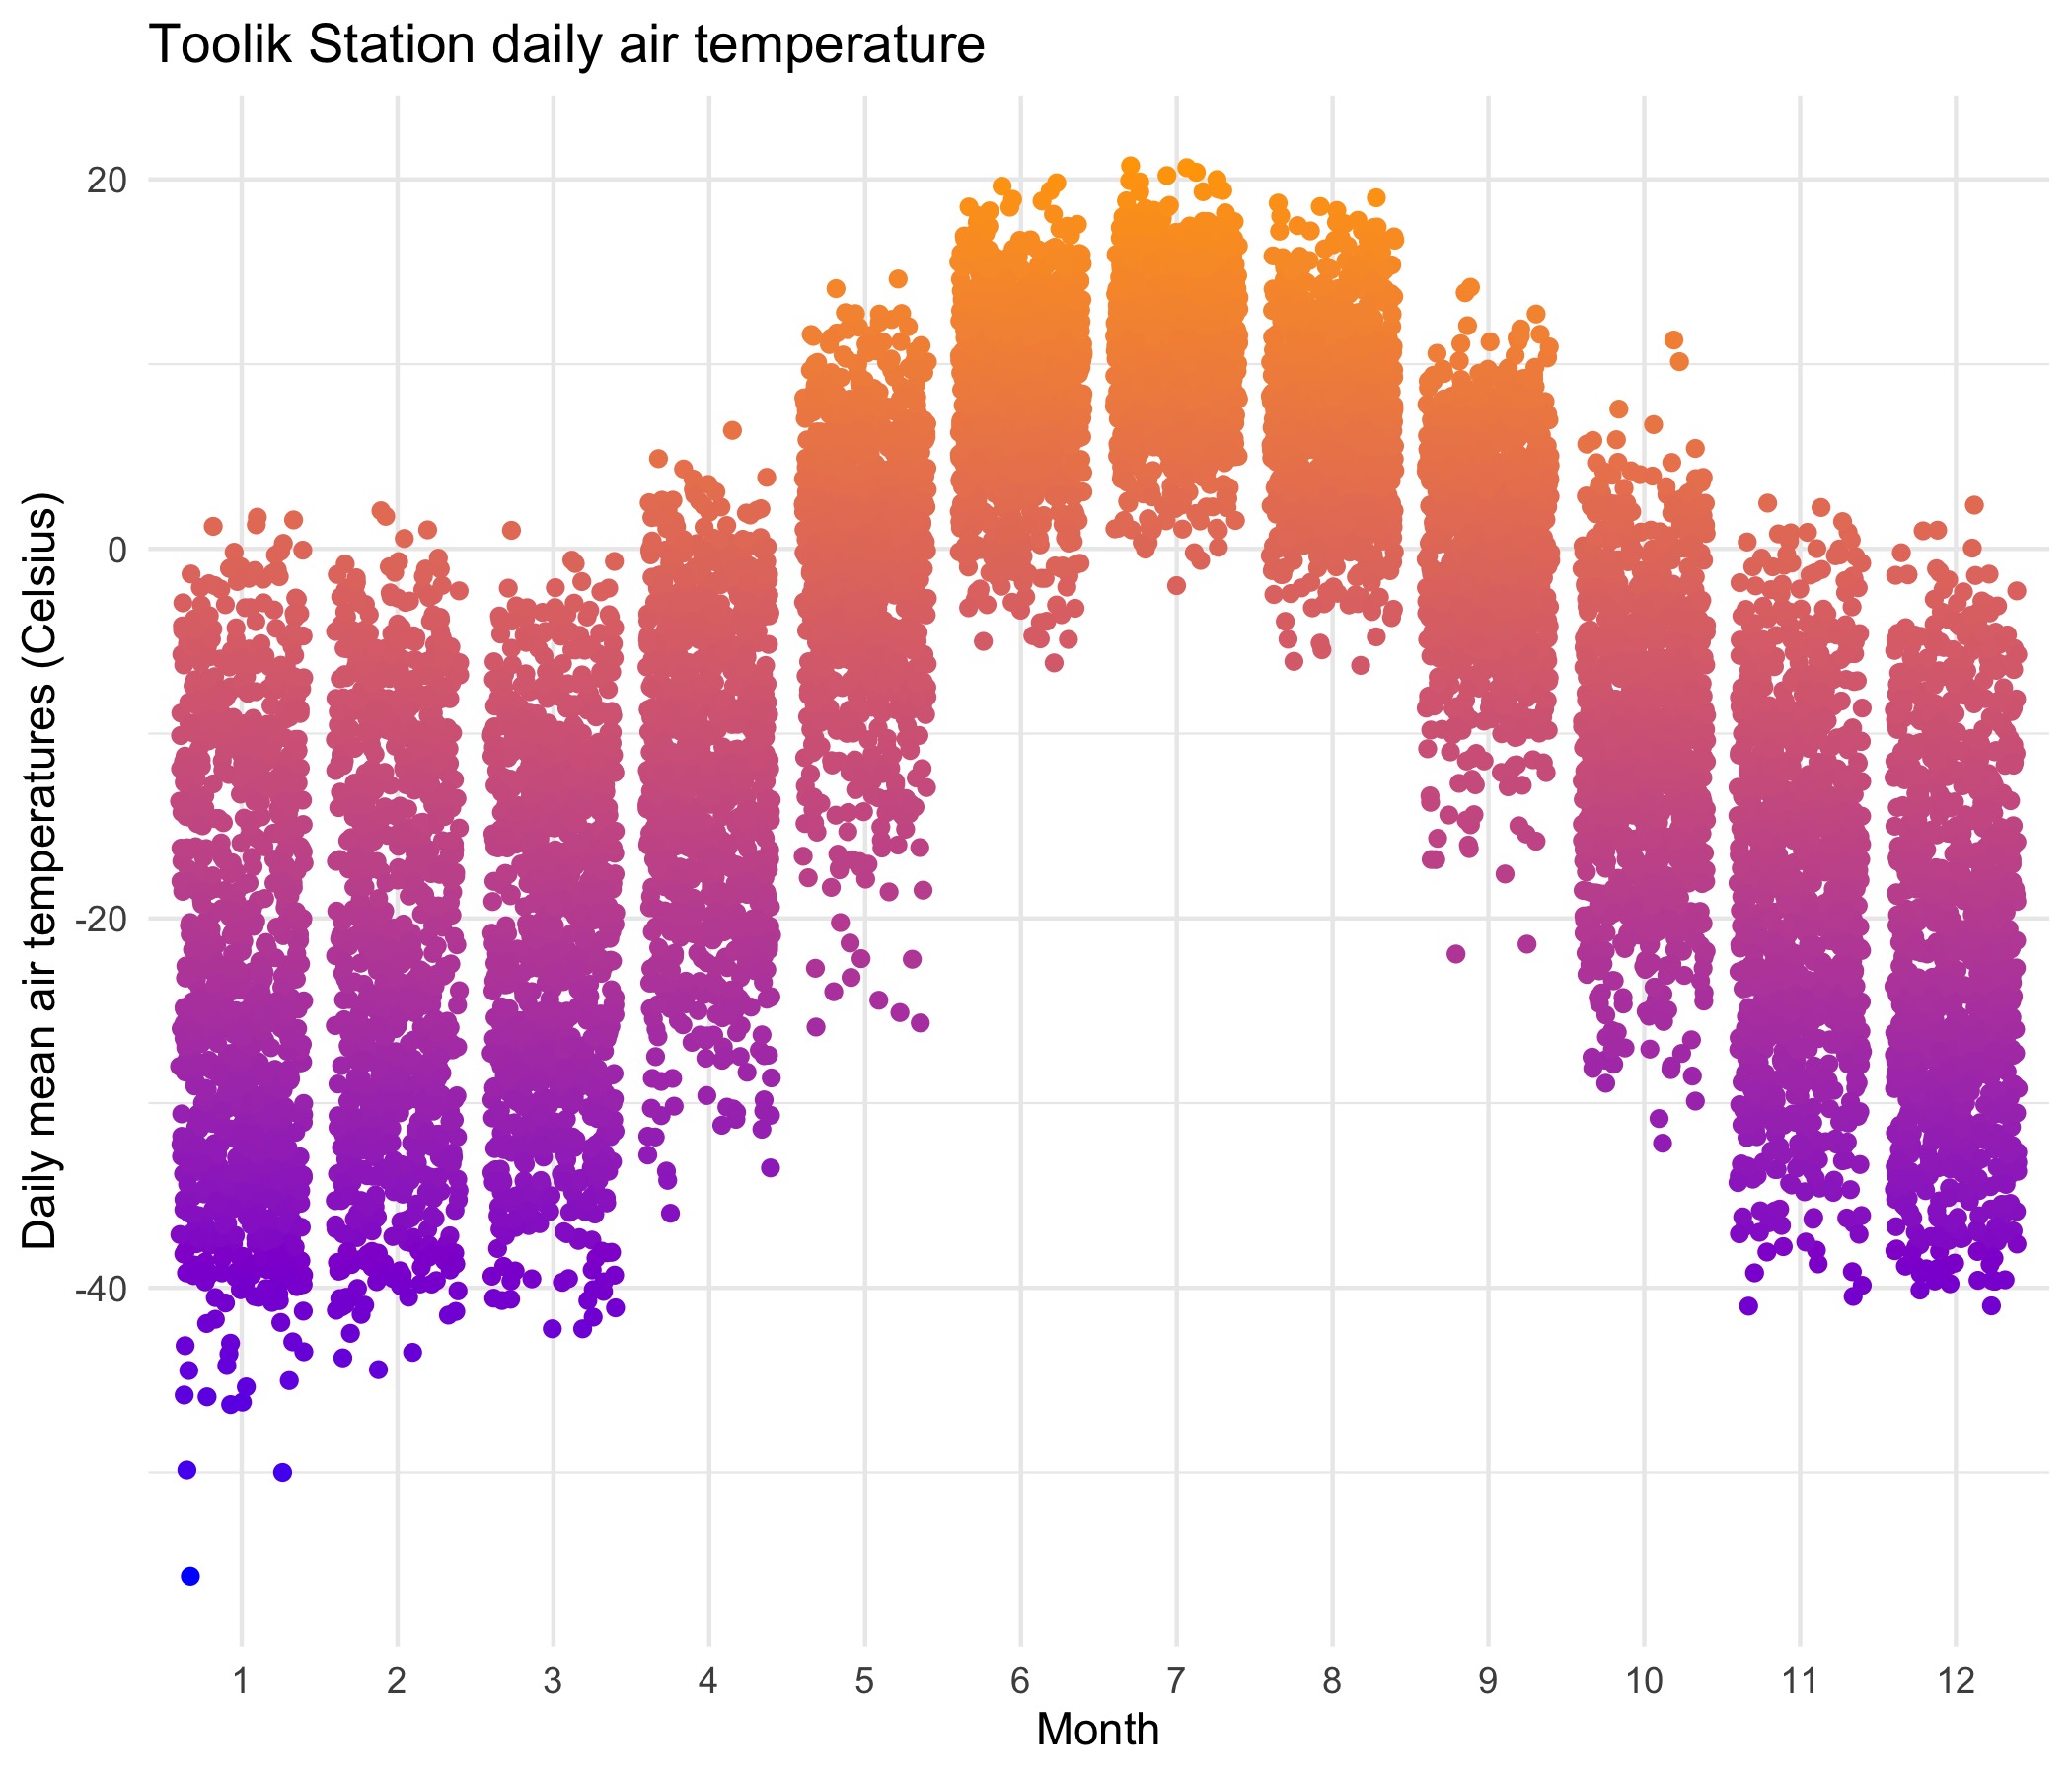 Toolik Station daily air temperature
Daily mean air temperatures (Celsius)
20
0
-20
-40
1 2 3 4 5 6 7 8 9 10 11 12
Month